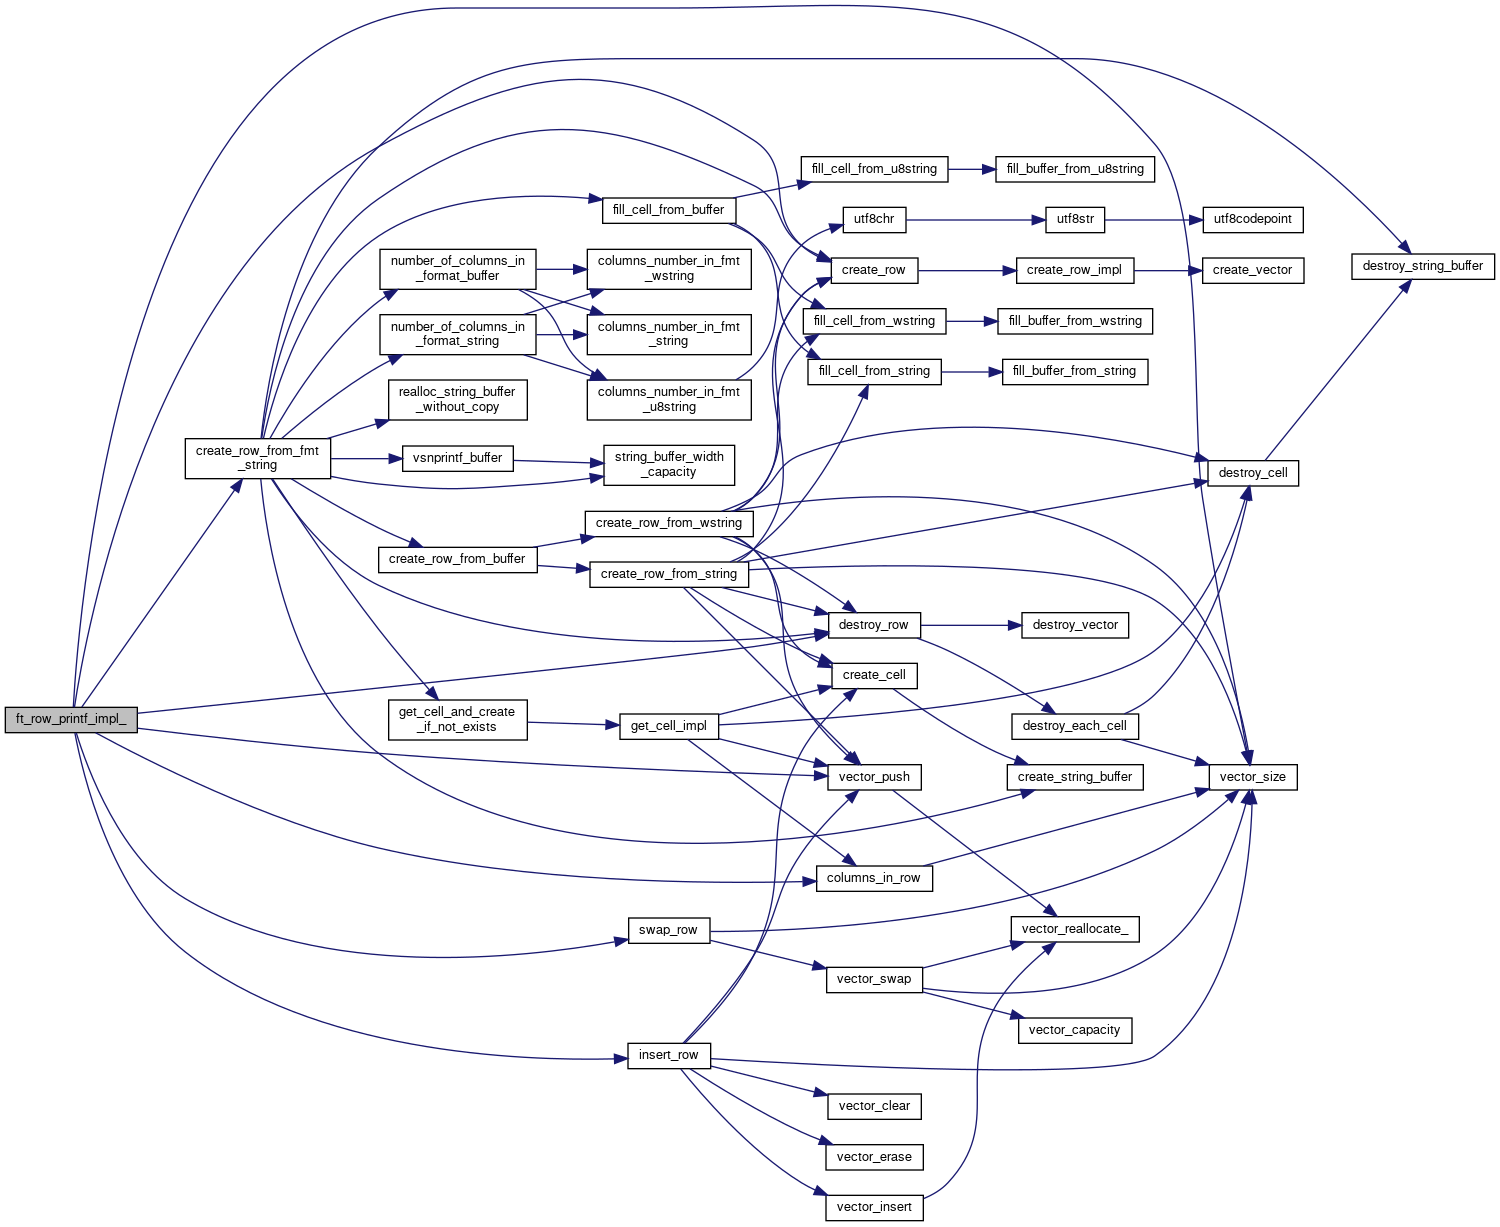 fill_cell_from_u8string
fill_buffer_from_u8string
fill_cell_from_buffer
utf8chr
utf8str
utf8codepoint
number_of_columns_in
_format_buffer
columns_number_in_fmt
_wstring
create_row
create_row_impl
create_vector
destroy_string_buffer
number_of_columns_in
_format_string
columns_number_in_fmt
_string
fill_cell_from_wstring
fill_buffer_from_wstring
fill_cell_from_string
fill_buffer_from_string
realloc_string_buffer
_without_copy
columns_number_in_fmt
_u8string
create_row_from_fmt
_string
vsnprintf_buffer
string_buffer_width
_capacity
destroy_cell
create_row_from_wstring
create_row_from_buffer
create_row_from_string
destroy_row
destroy_vector
create_cell
ft_row_printf_impl_
get_cell_and_create
_if_not_exists
get_cell_impl
destroy_each_cell
vector_push
create_string_buffer
vector_size
columns_in_row
swap_row
vector_reallocate_
vector_swap
vector_capacity
insert_row
vector_clear
vector_erase
vector_insert